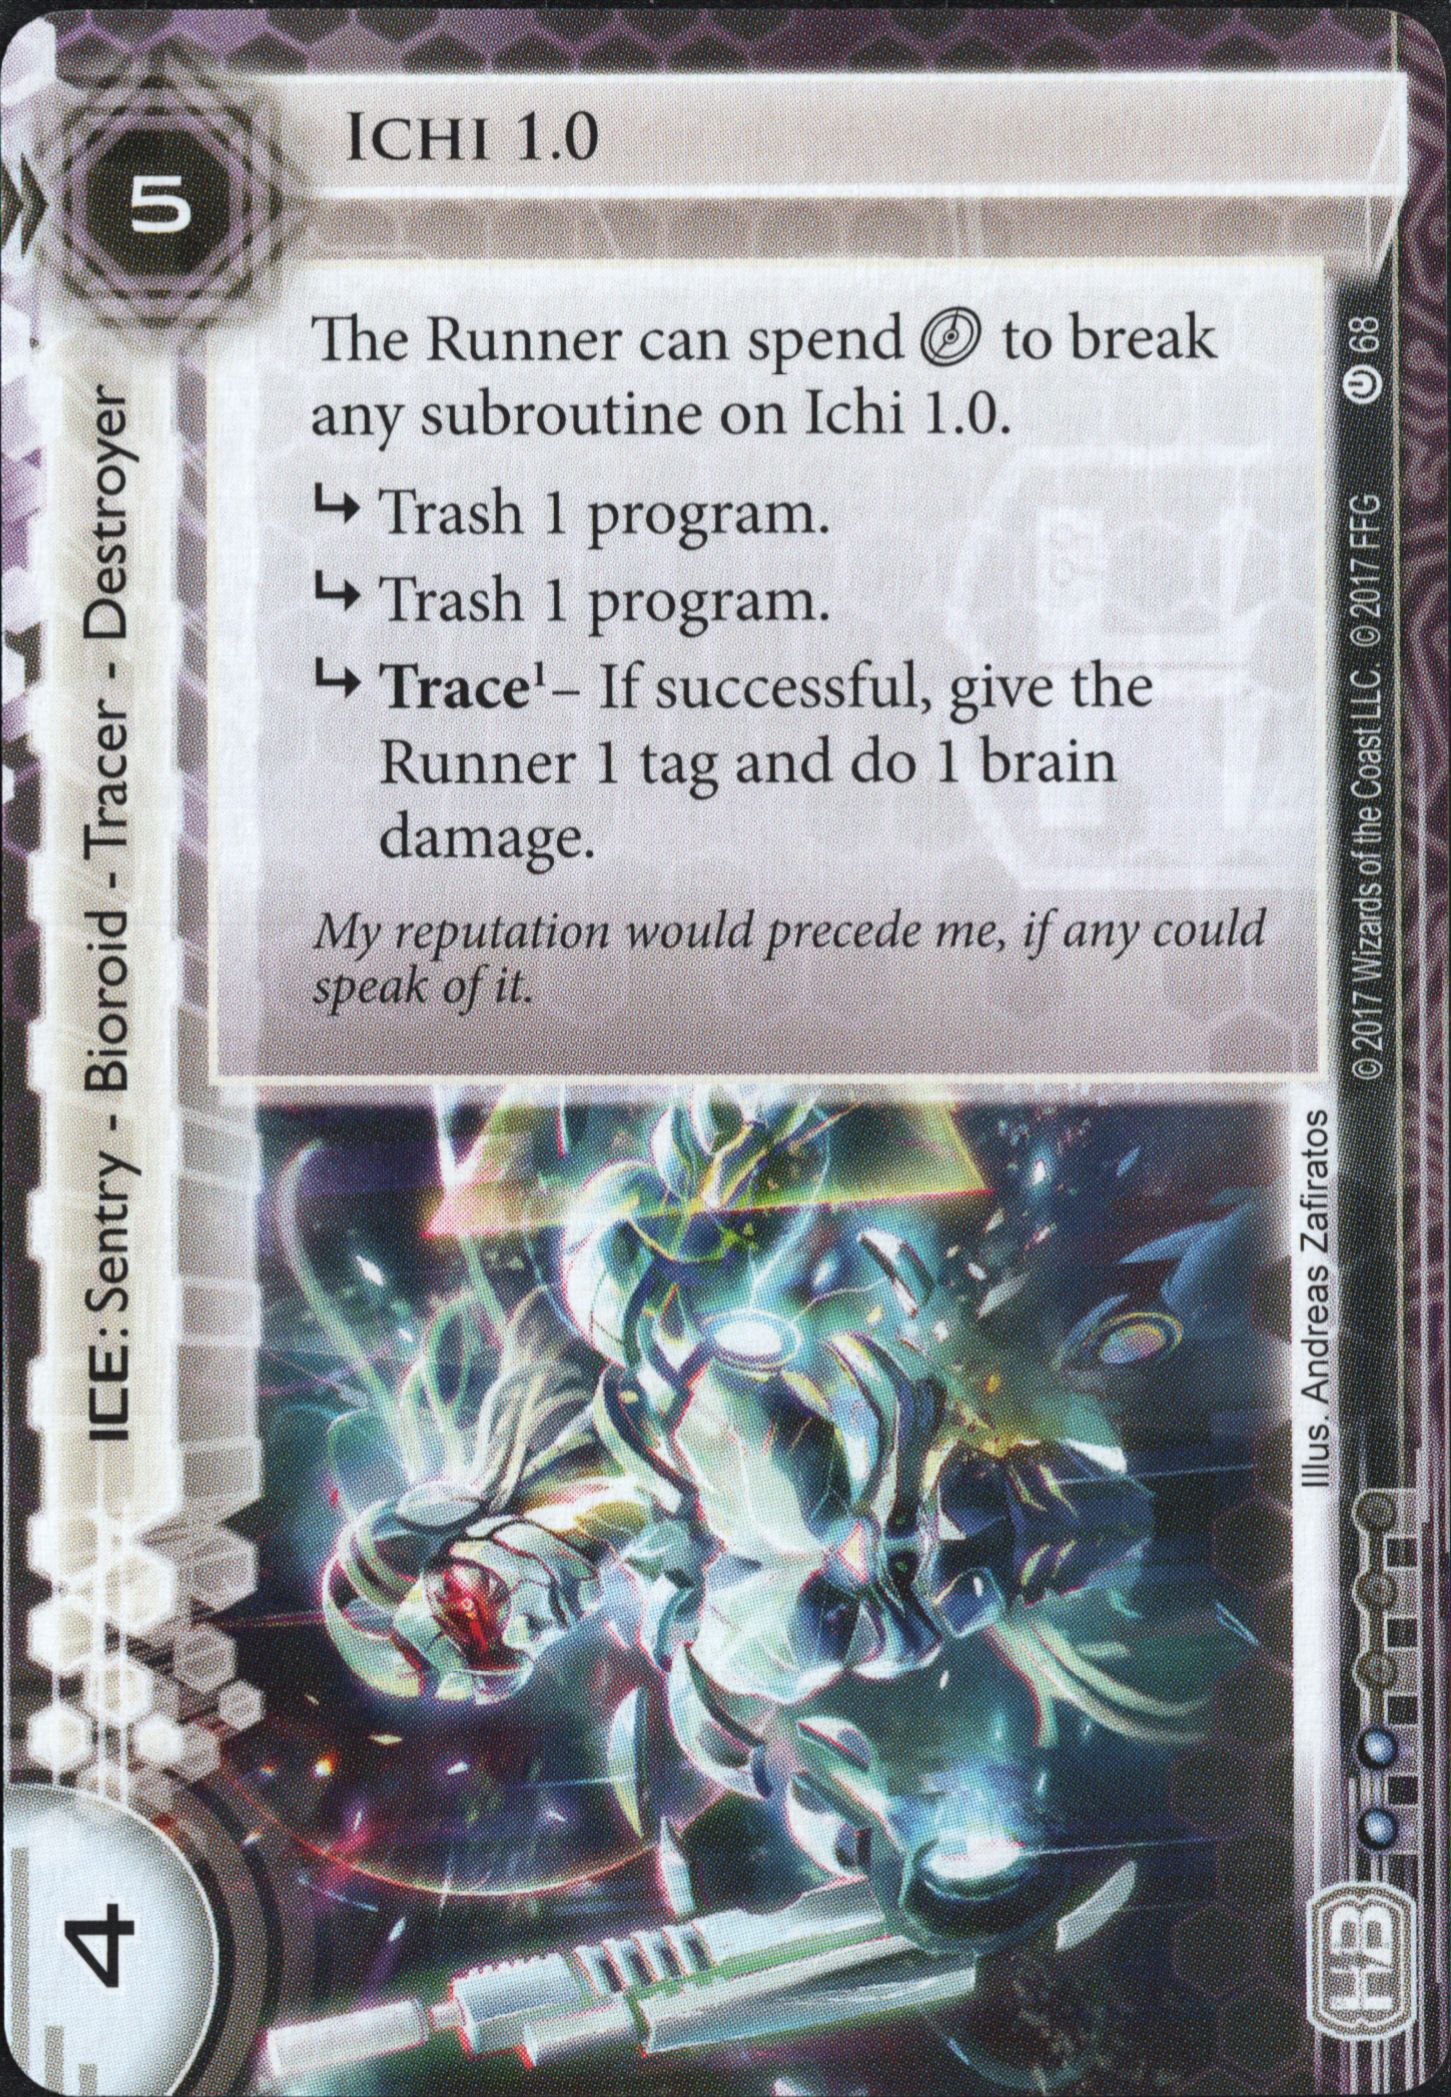 5
Ichi 1.0
The Runner can spend to break
any subroutine on Ichi 1.0.
Trash 1 program.
Trash 1 program.
Trace¹– If successful, give the
Runner 1 tag and do 1 brain
damage.
My reputation would precede me, if any could
speak of it.
ICE: Sentry - Bioroid - Tracer - Destroyer
4
Illus. Andreas Zafiratos
© 2017 Wizards of the Coast LLC. © 2017 FFG 68
HB